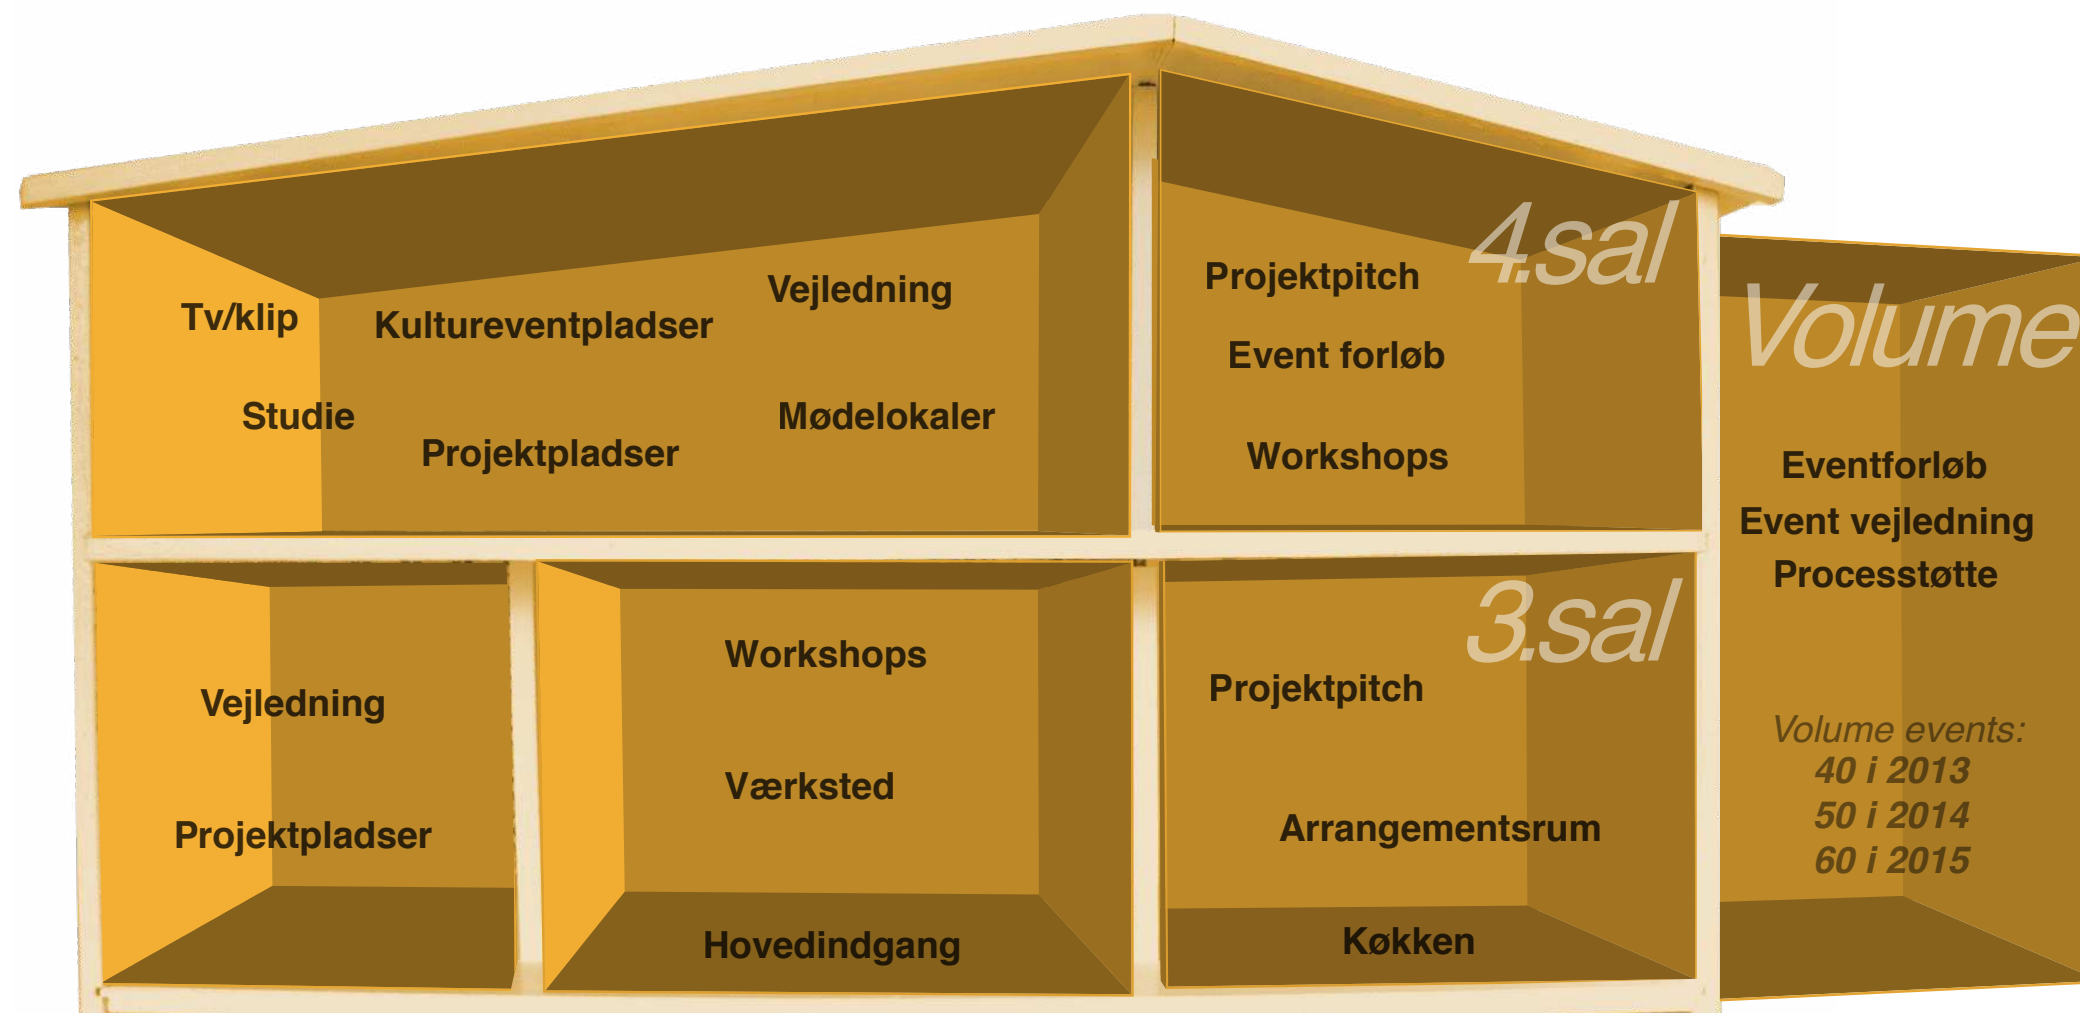 4.sal
Tv/klip
Kultureventpladser
Vejledning
Studie
Projektpladser
Mødelokaler
Projektpitch
Event forløb
Workshops
3.sal
Vejledning
Projektpladser
Workshops
Værksted
Hovedindgang
Projektpitch
Arrangementsrum
Køkken
Volume
Eventforløb
Event vejledning
Processtøtte
Volume events:
40 i 2013
50 i 2014
60 i 2015